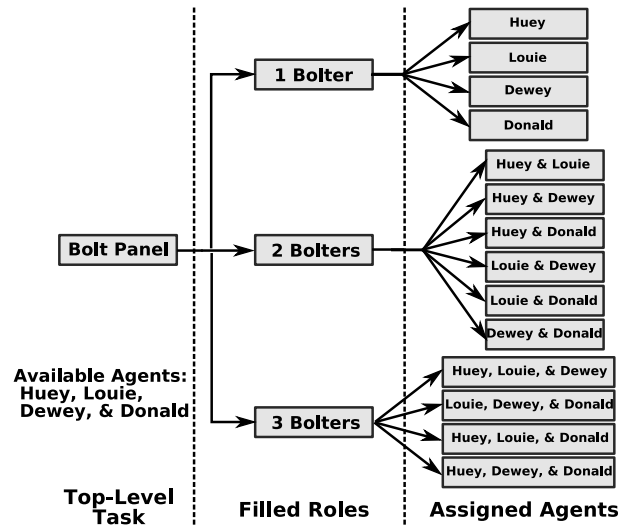 Huey
1 Bolter
Louie
Dewey
Donald
Huey & Louie
Huey & Dewey
Huey & Donald
Bolt Panel
2 Bolters
Louie & Dewey
Louie & Donald
Dewey & Donald
Available Agents:
Huey, Louie,
Dewey, & Donald
Huey, Louie, & Dewey
Louie, Dewey, & Donald
3 Bolters
Huey, Louie, & Donald
Huey, Dewey, & Donald
Top-Level
Task
Filled Roles
Assigned Agents